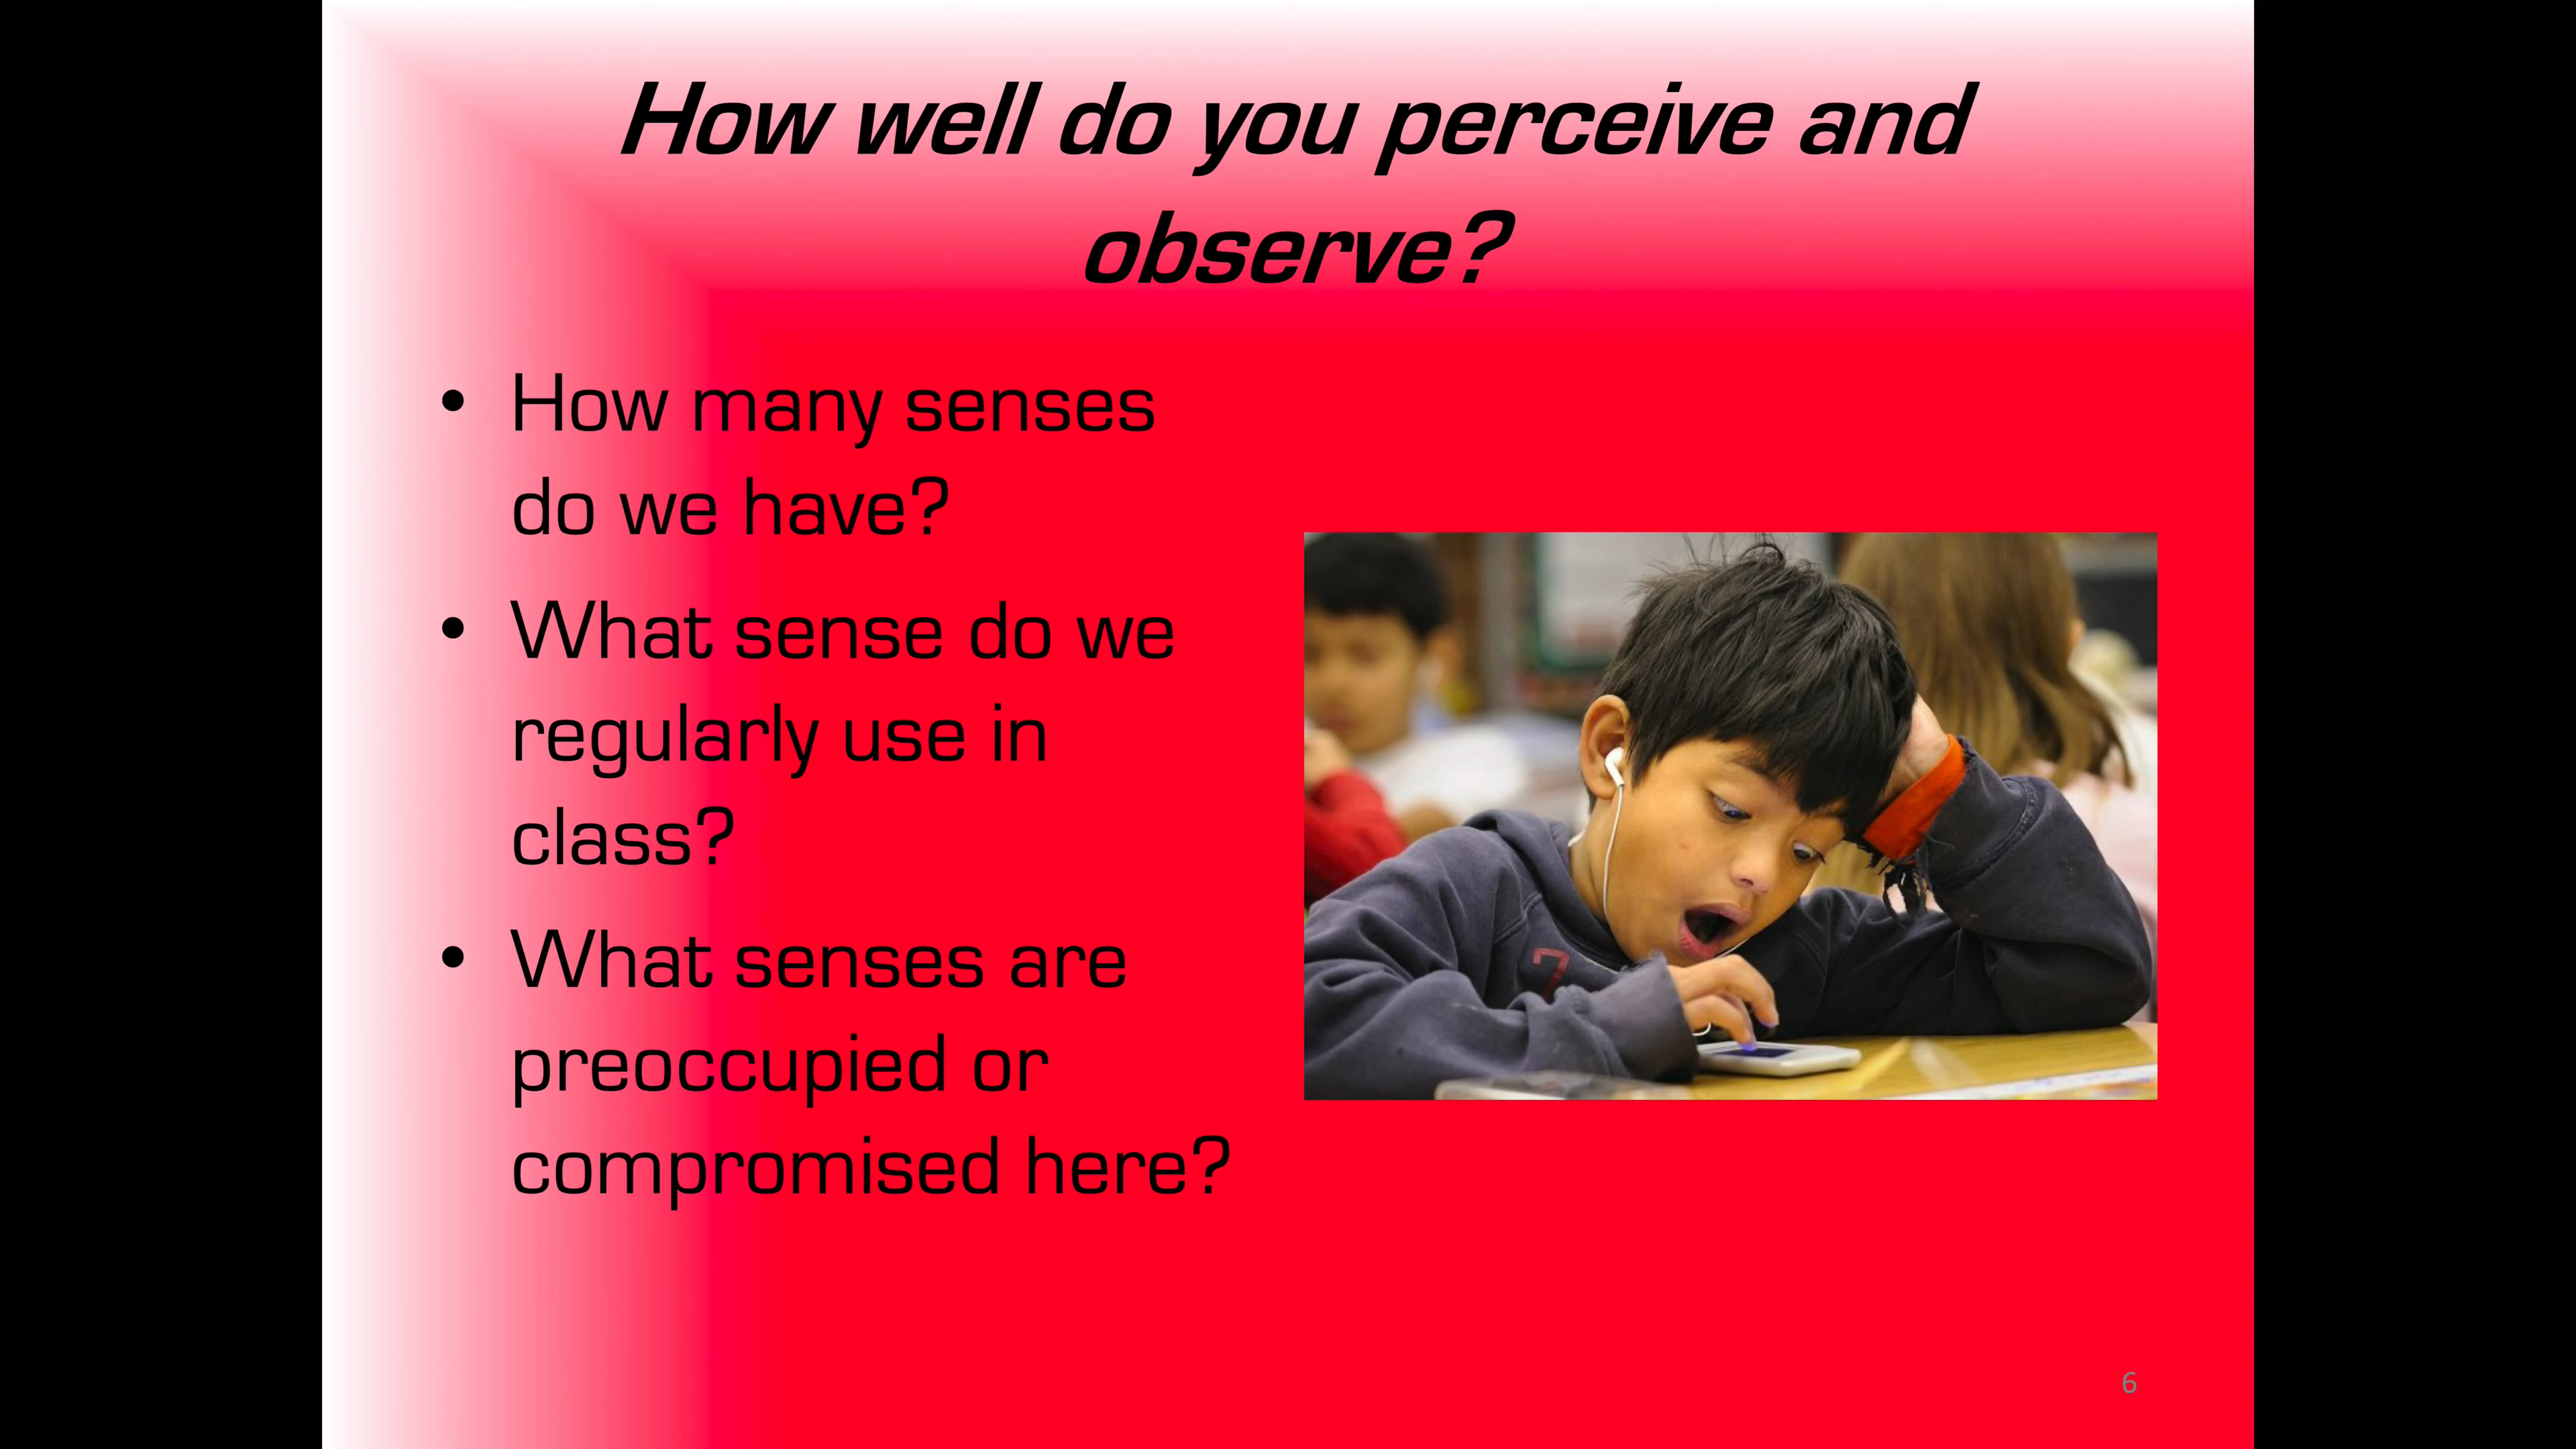 How well do you perceive and
observe?
• How many senses
do we have?
• What sense do we
regularly use in
class?
• What senses are
preoccupied or
compromised here?
7
6